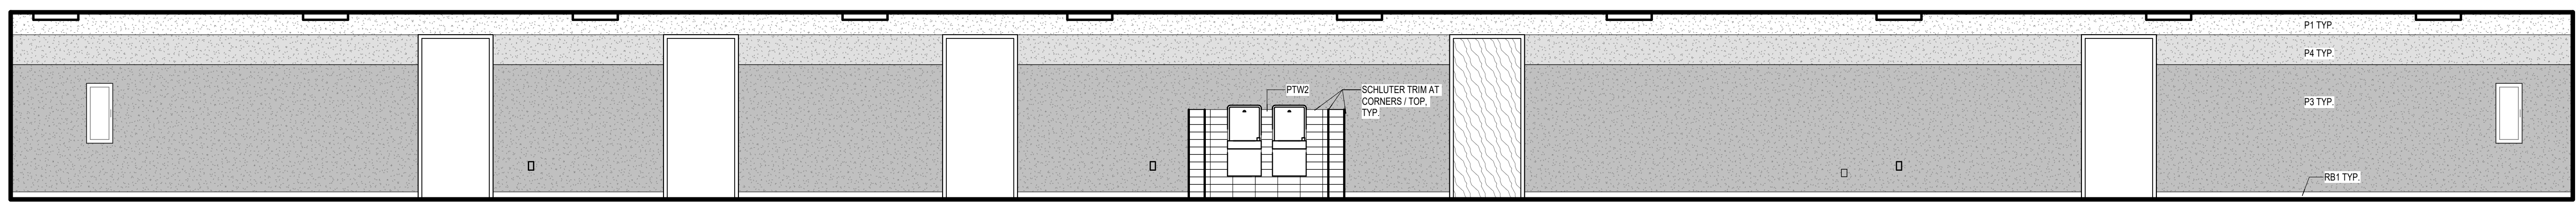 P1 TYP.
P4 TYP.
PTW2
SCHLUTER TRIM AT
CORNERS / TOP,
TYP.
P3 TYP.
RB1 TYP.